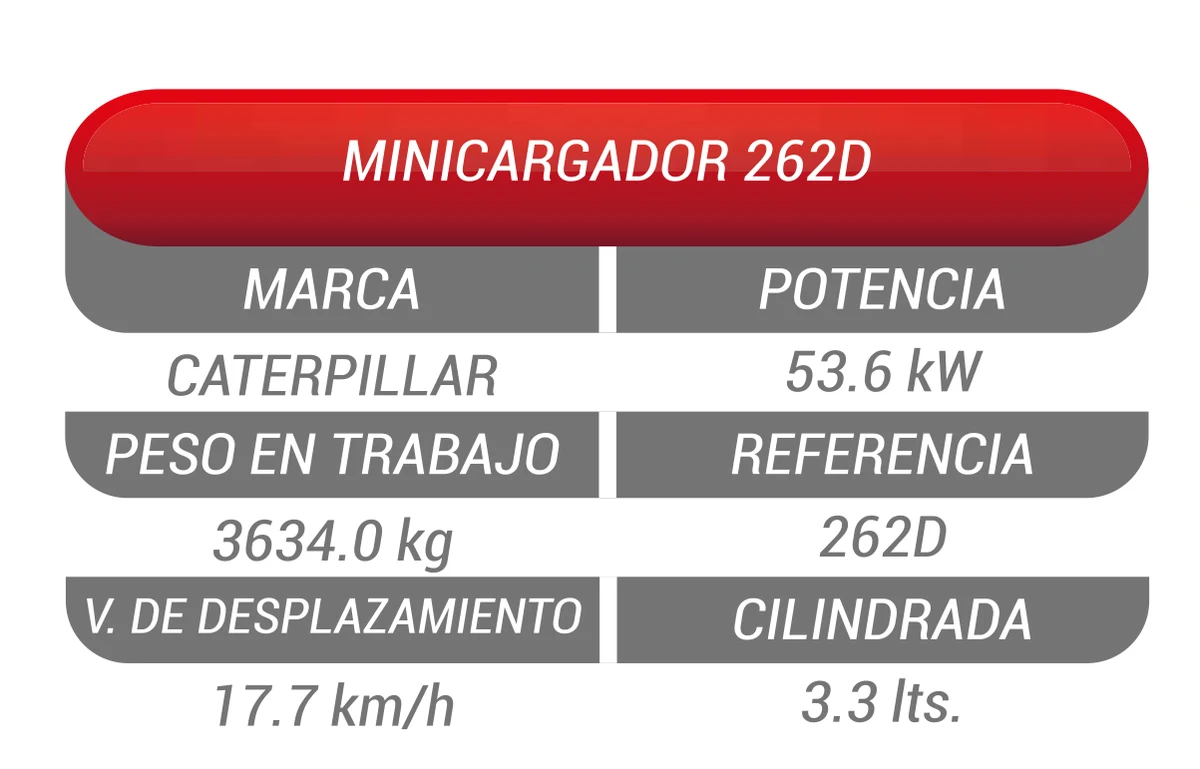 MINICARGADOR 262D
MARCA
POTENCIA
CATERPILLAR
53.6 kW
PESO EN TRABAJO
REFERENCIA
3634.0 kg
262D
V. DE DESPLAZAMIENTO
CILINDRADA
17.7 km/h
3.3 lts.